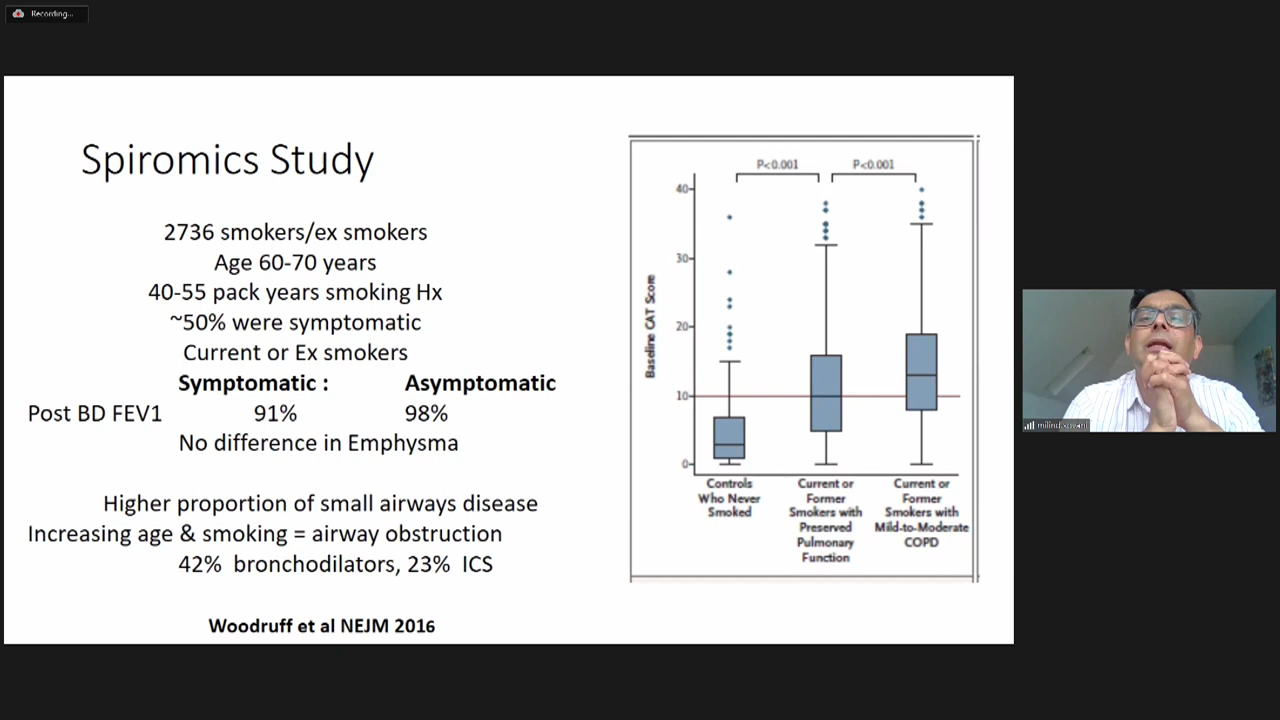 Recording...
Spiromics Study
2736 smokers/ex smokers
Age 60-70 years
40-55 pack years smoking Hx
~50% were symptomatic
Current or Ex smokers
Symptomatic : Asymptomatic
Post BD FEV1 91% 98%
No difference in Emphysma
Higher proportion of small airways disease
Increasing age & smoking = airway obstruction
42% bronchodilators, 23% ICS
Woodruff et al NEJM 2016
P<0.001 P<0.001
Baseline CAT Score
40
30
20
10
0
Controls
Who Never
Smoked
Current or
Former
Smokers with
Preserved
Pulmonary
Function
Current or
Former
Smokers with
Mild-to-Moderate
COPD
milind